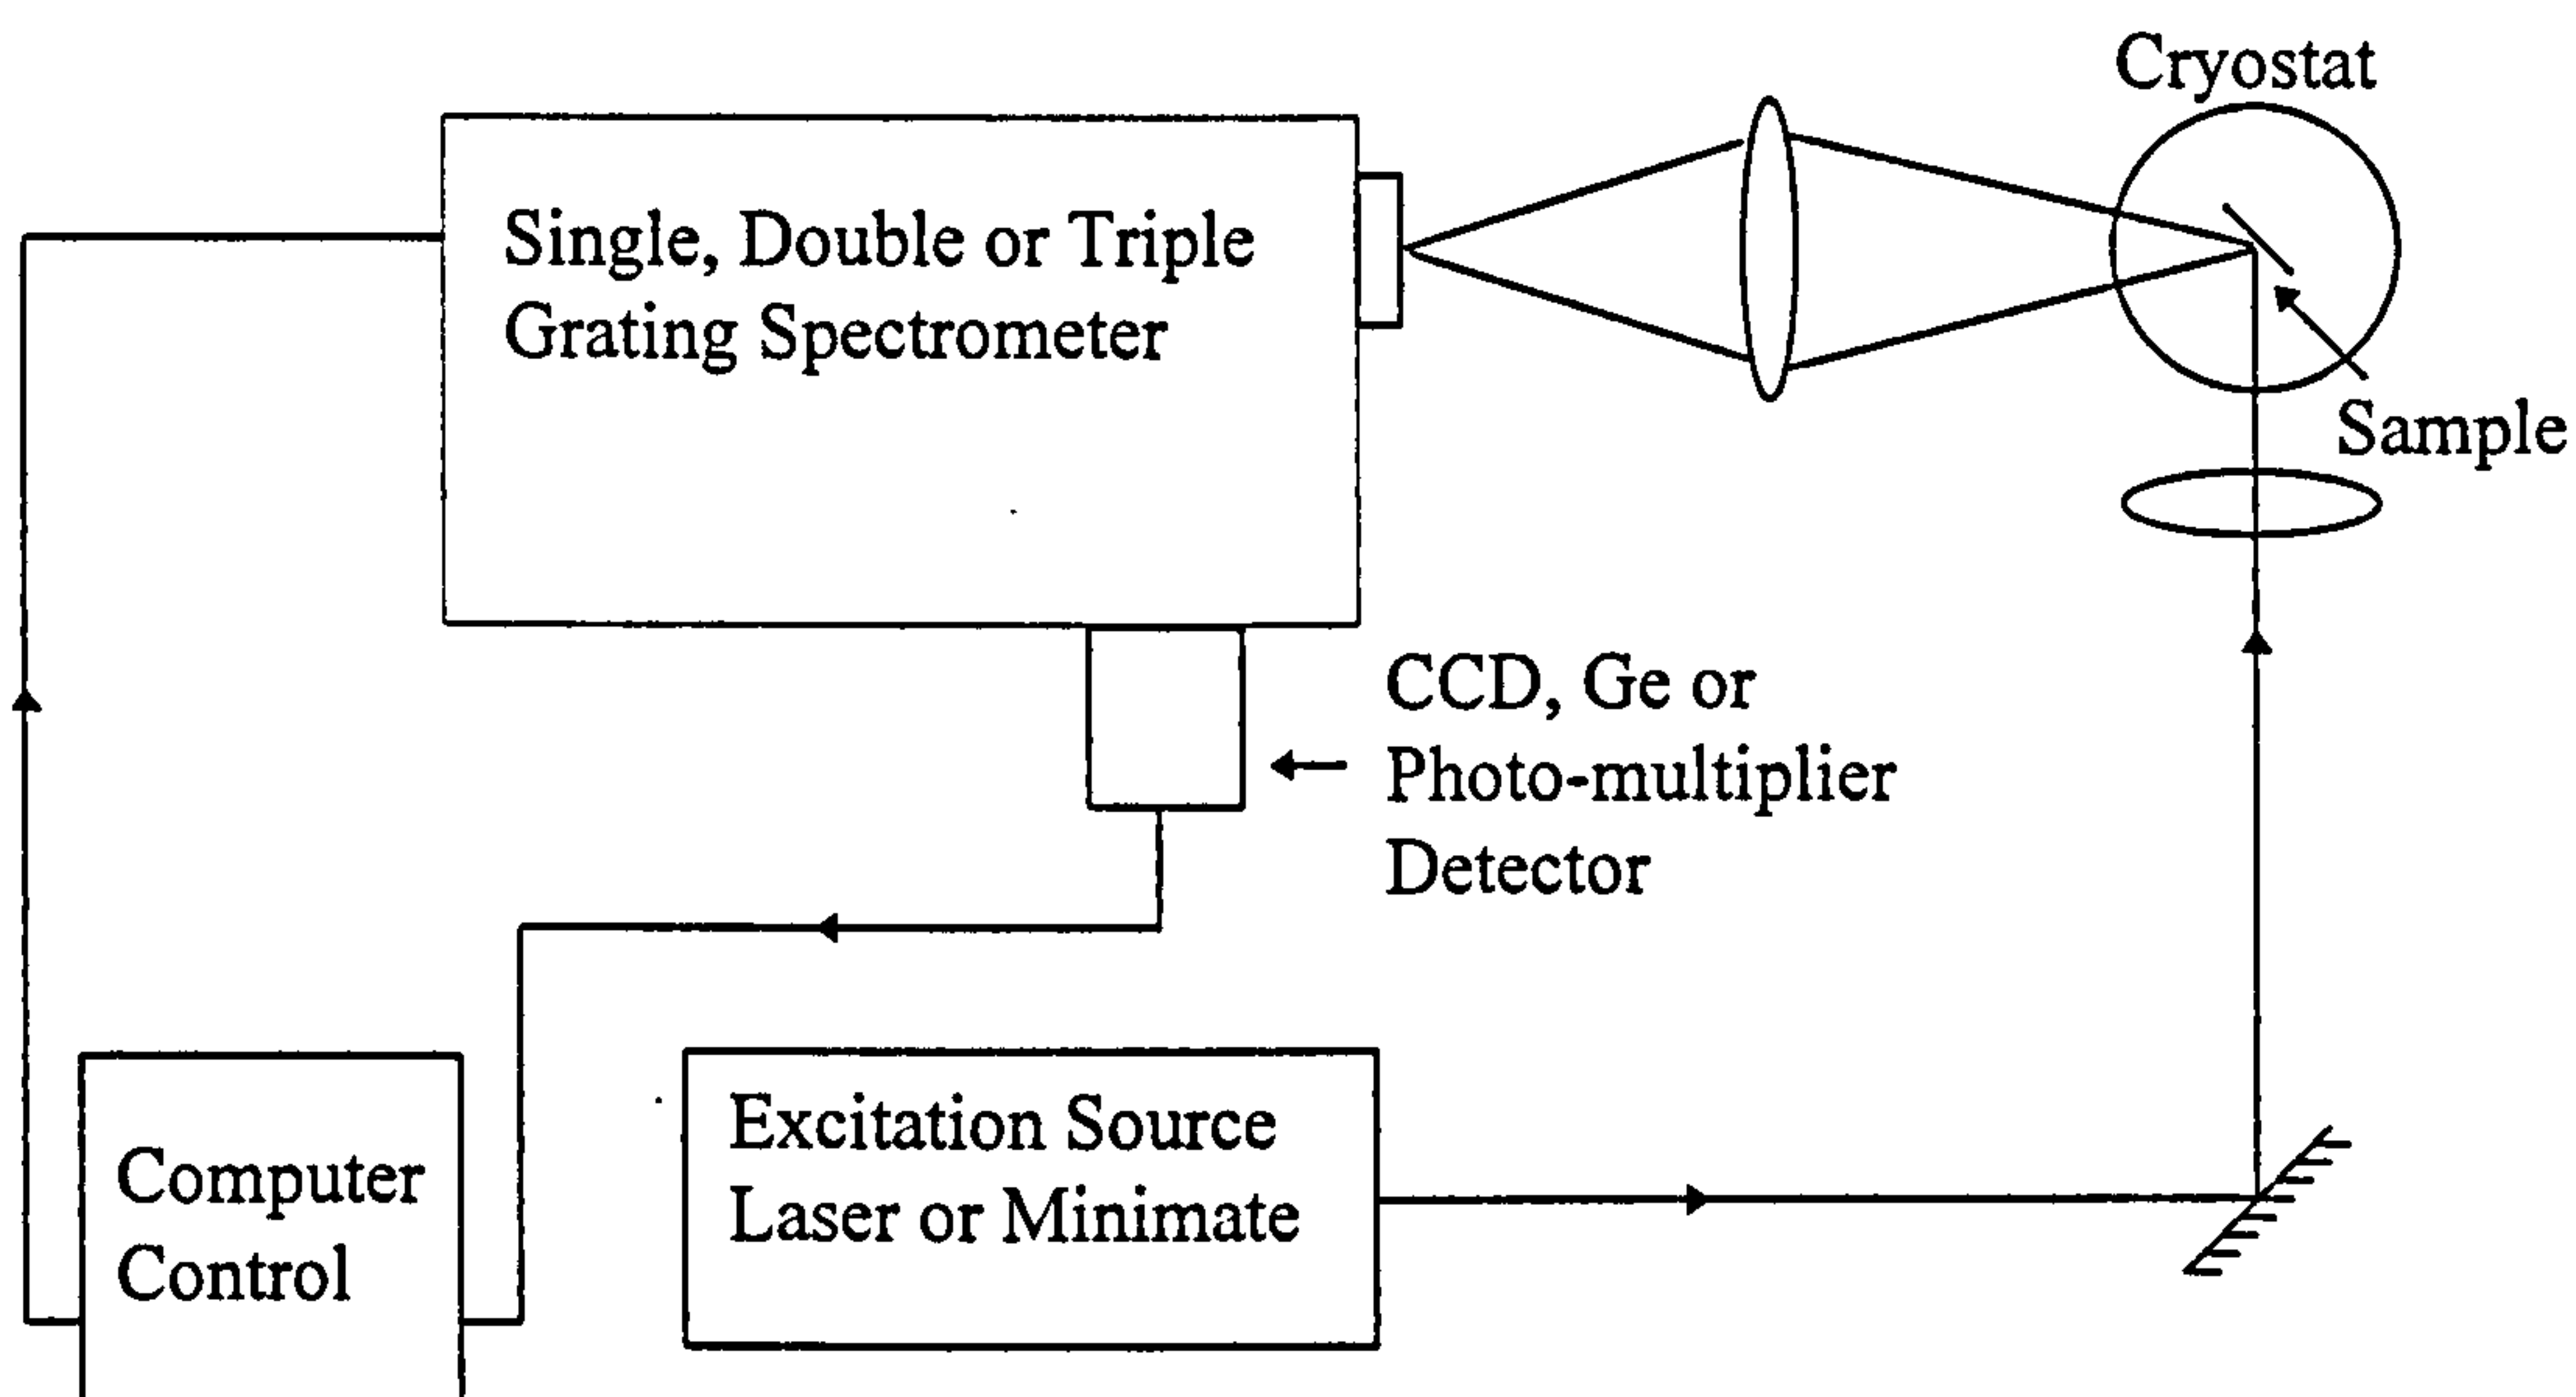 Cryostat
Single, Double or Triple
Grating Spectrometer
Sample
CCD, Ge or
Photo-multiplier
Detector
Excitation Source
Laser or Minimate
Computer
Control